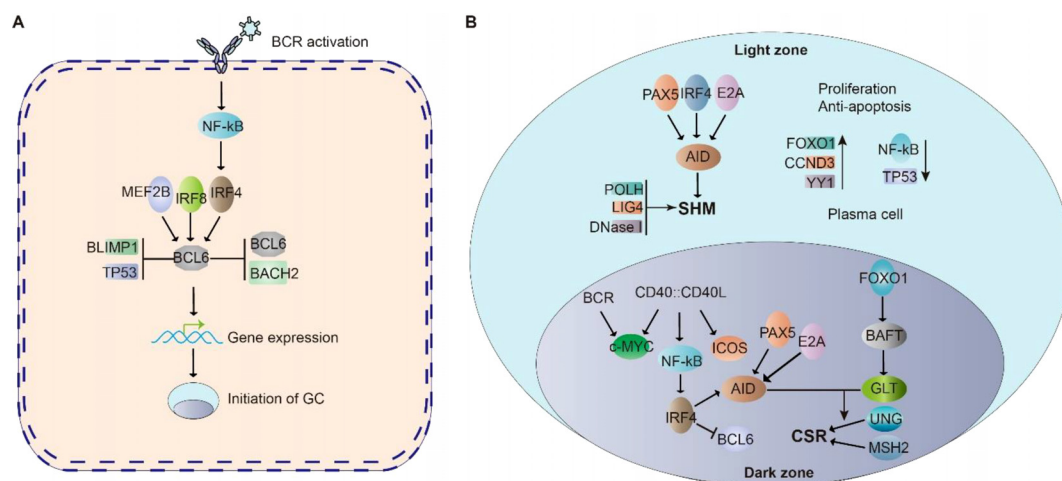 A
BCR activation
NF-kB
MEF2B
IRF8
IRF4
BLIMP1
TP53
BCL6
BCL6
BACH2
Gene expression
Initiation of GC
B
Light zone
PAX5
IRF4
E2A
AID
POLH
LIG4
DNase I
SHM
Proliferation
Anti-apoptosis
FOXO1
CCND3
YY1
NF-kB
TP53
Plasma cell
BCR
CD40::CD40L
c-MYC
NF-kB
ICOS
PAX5
E2A
FOXO1
BAFT
AID
GLT
IRF4
BCL6
CSR
UNG
MSH2
Dark zone